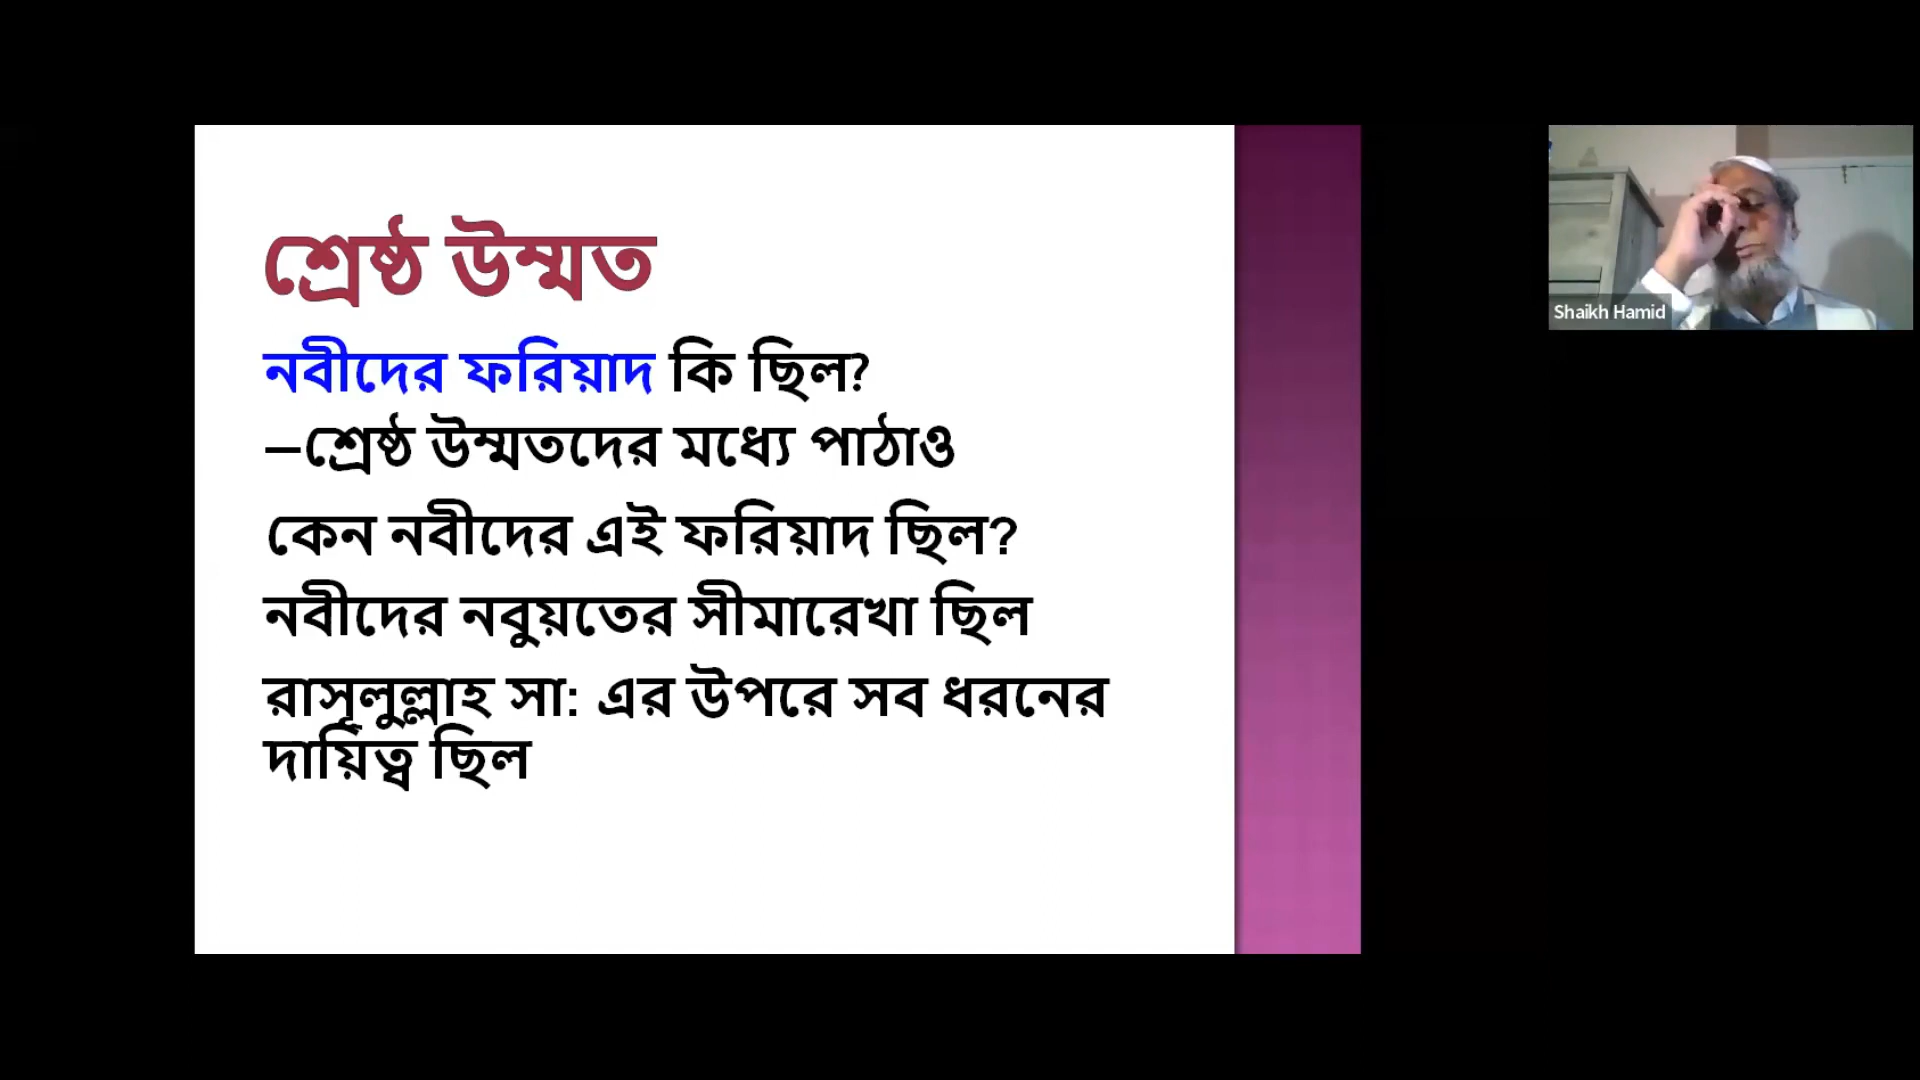 শ্রেষ্ঠ উম্মত
নবীদের ফরিয়াদ কি ছিল?
–শ্রেষ্ঠ উম্মতদের মধ্যে পাঠাও
কেন নবীদের এই ফরিয়াদ ছিল?
নবীদের নবুয়তের সীমারেখা ছিল
রাসূলুল্লাহ সা: এর উপরে সব ধরনের
দায়িত্ব ছিল
Shaikh Hamid